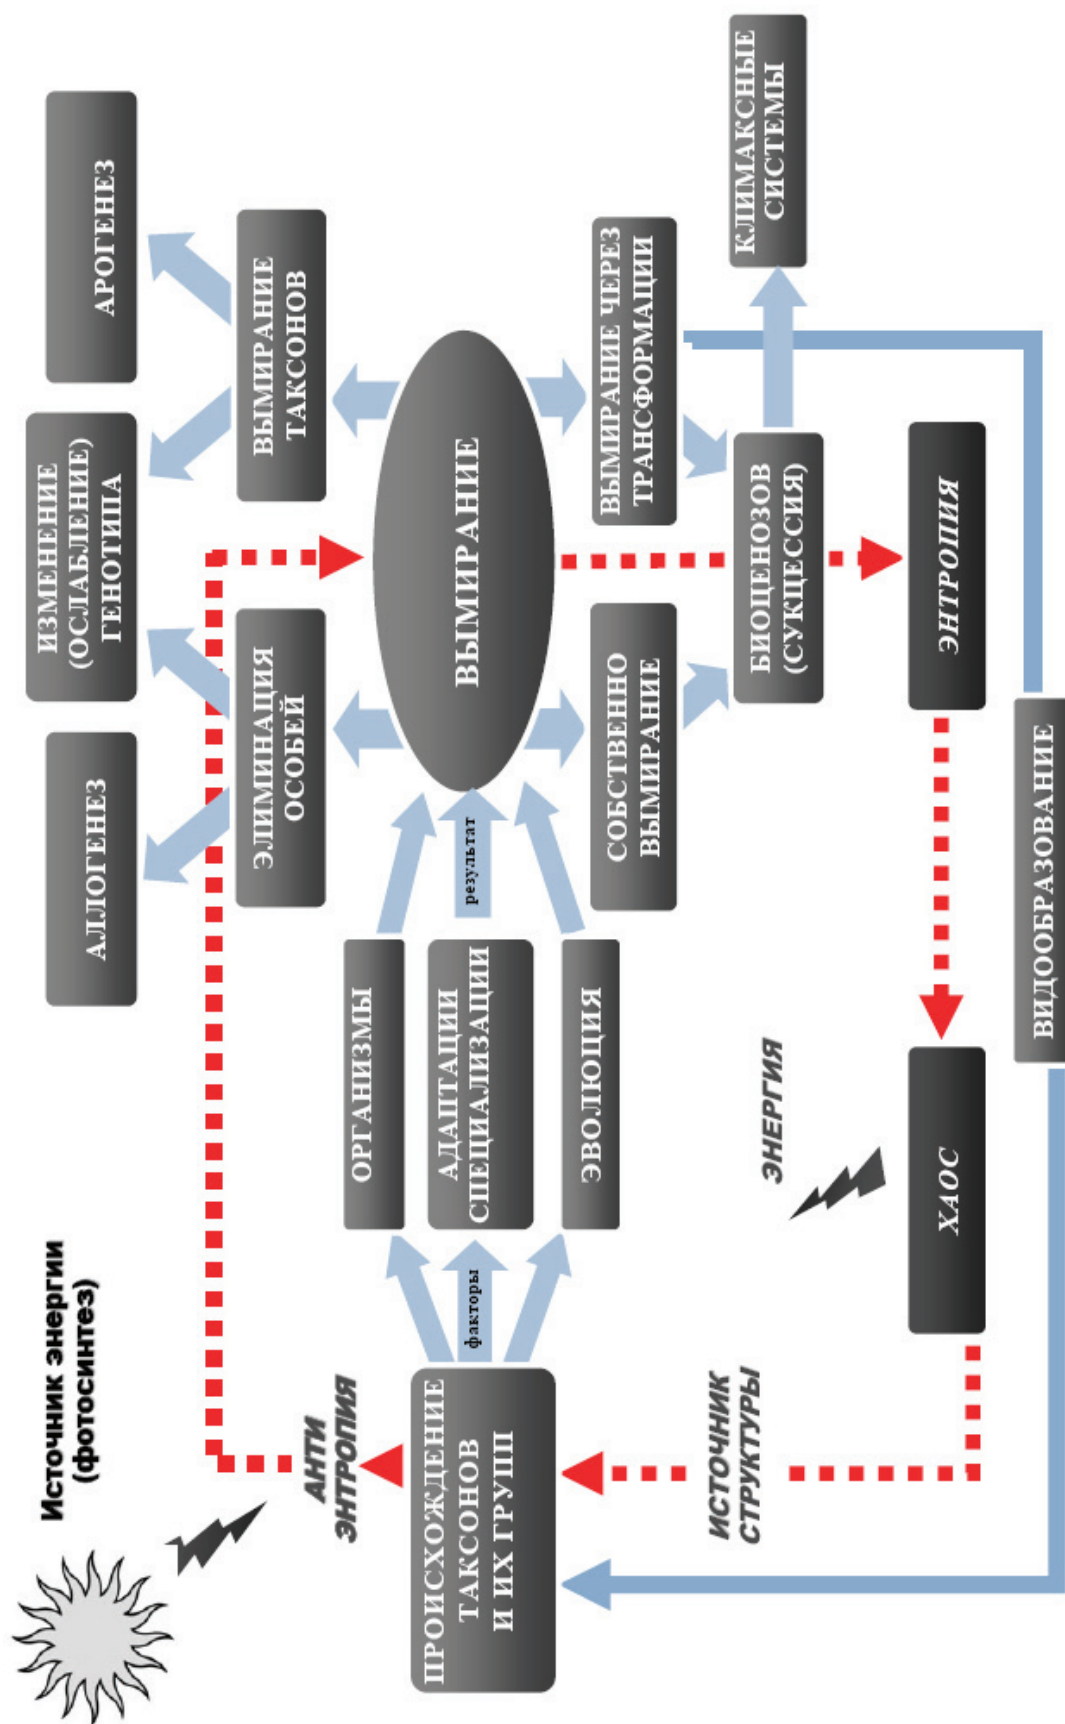 Источник энергии
(фотосинтез)
АЛЛОГЕНЕЗ
ИЗМЕНЕНИЕ
(ОСЛАБЛЕНИЕ)
ГЕНОТИПА
АРОГЕНЕЗ
ЭЛИМИНАЦИЯ
ОСОБЕЙ
ВЫМИРАНИЕ
ТАКСОНОВ
АНТИ
ЭНТРОПИЯ
ПРОИСХОЖДЕНИЕ
ТАКСОНОВ
И ИХ ГРУПП
факторы
ОРГАНИЗМЫ
АДАПТАЦИИ
СПЕЦИАЛИЗАЦИИ
ЭВОЛЮЦИЯ
результат
ВЫМИРАНИЕ
СОБСТВЕННО
ВЫМИРАНИЕ
ВЫМИРАНИЕ ЧЕРЕЗ
ТРАНСФОРМАЦИИ
ИСТОЧНИК
СТРУКТУРЫ
ЭНЕРГИЯ
БИОЦЕНОЗОВ
(СУКЦЕССИЯ)
КЛИМАКСНЫЕ
СИСТЕМЫ
ХАОС
ЭНТРОПИЯ
ВИДООБРАЗОВАНИЕ